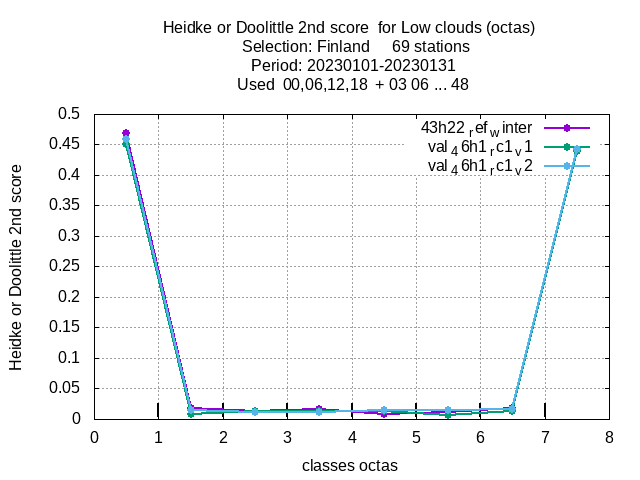 Heidke or Doolittle 2nd score  for Low clouds (octas)
Selection: Finland     69 stations
Period: 20230101-20230131
Used  00,06,12,18  + 03 06 ... 48
43h22_ref_winter
val_46h1_rc1_v1
val_46h1_rc1_v2
Heidke or Doolittle 2nd score
0.5
0.45
0.4
0.35
0.3
0.25
0.2
0.15
0.1
0.05
0
0 1 2 3 4 5 6 7 8
classes octas